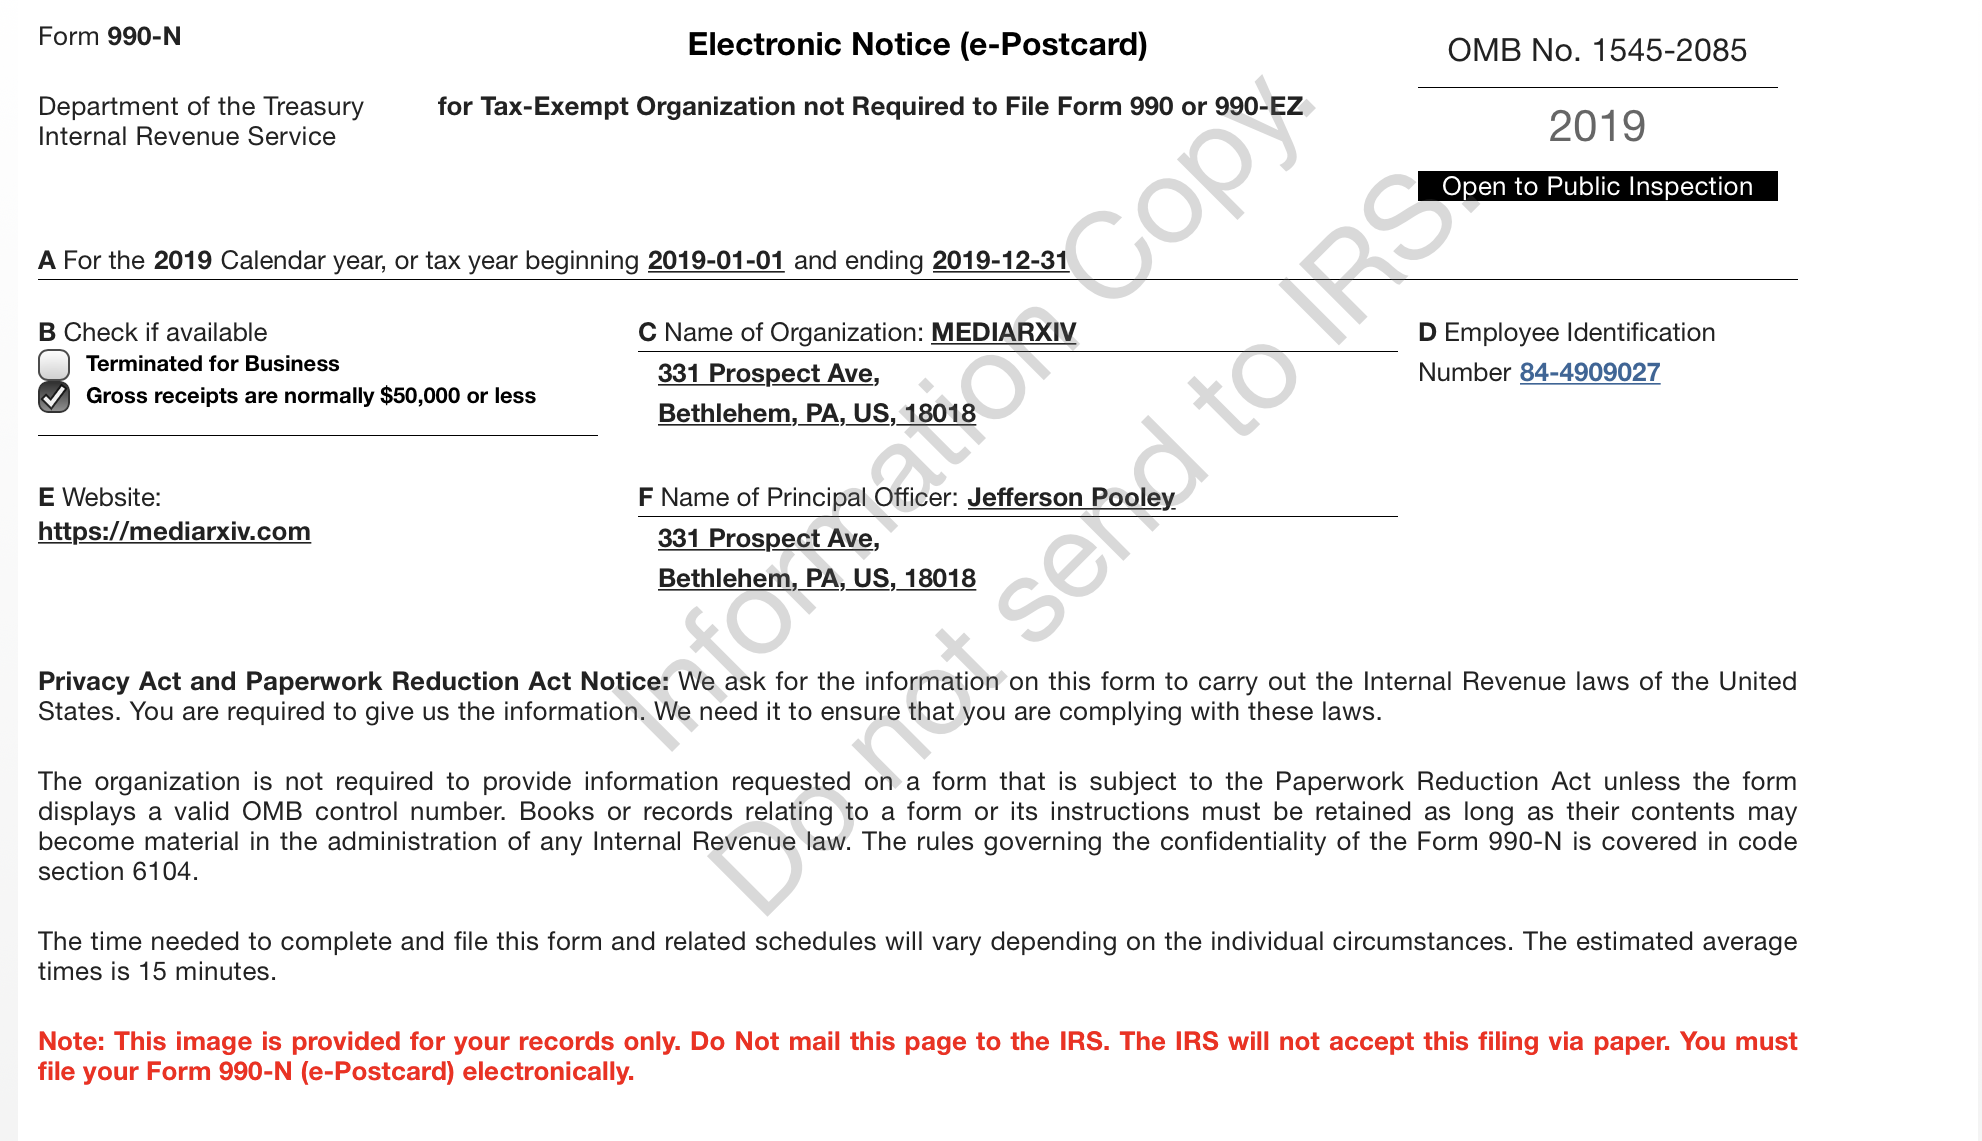 Form 990-N
Electronic Notice (e-Postcard)
OMB No. 1545-2085
Department of the Treasury
Internal Revenue Service
for Tax-Exempt Organization not Required to File Form 990 or 990-EZ
2019
Open to Public Inspection
A For the 2019 Calendar year, or tax year beginning 2019-01-01 and ending 2019-12-31
B Check if available
Terminated for Business
Gross receipts are normally $50,000 or less
C Name of Organization: MEDIARXIV
331 Prospect Ave,
Bethlehem, PA, US, 18018
D Employee Identification
Number 84-4909027
E Website:
https://mediarxiv.com
F Name of Principal Officer: Jefferson Pooley
331 Prospect Ave,
Bethlehem, PA, US, 18018
Privacy Act and Paperwork Reduction Act Notice: We ask for the information on this form to carry out the Internal Revenue laws of the United
States. You are required to give us the information. We need it to ensure that you are complying with these laws.
The organization is not required to provide information requested on a form that is subject to the Paperwork Reduction Act unless the form
displays a valid OMB control number. Books or records relating to a form or its instructions must be retained as long as their contents may
become material in the administration of any Internal Revenue law. The rules governing the confidentiality of the Form 990-N is covered in code
section 6104.
The time needed to complete and file this form and related schedules will vary depending on the individual circumstances. The estimated average
times is 15 minutes.
Note: This image is provided for your records only. Do Not mail this page to the IRS. The IRS will not accept this filing via paper. You must
file your Form 990-N (e-Postcard) electronically.
Information Copy.
Do not send to IRS.